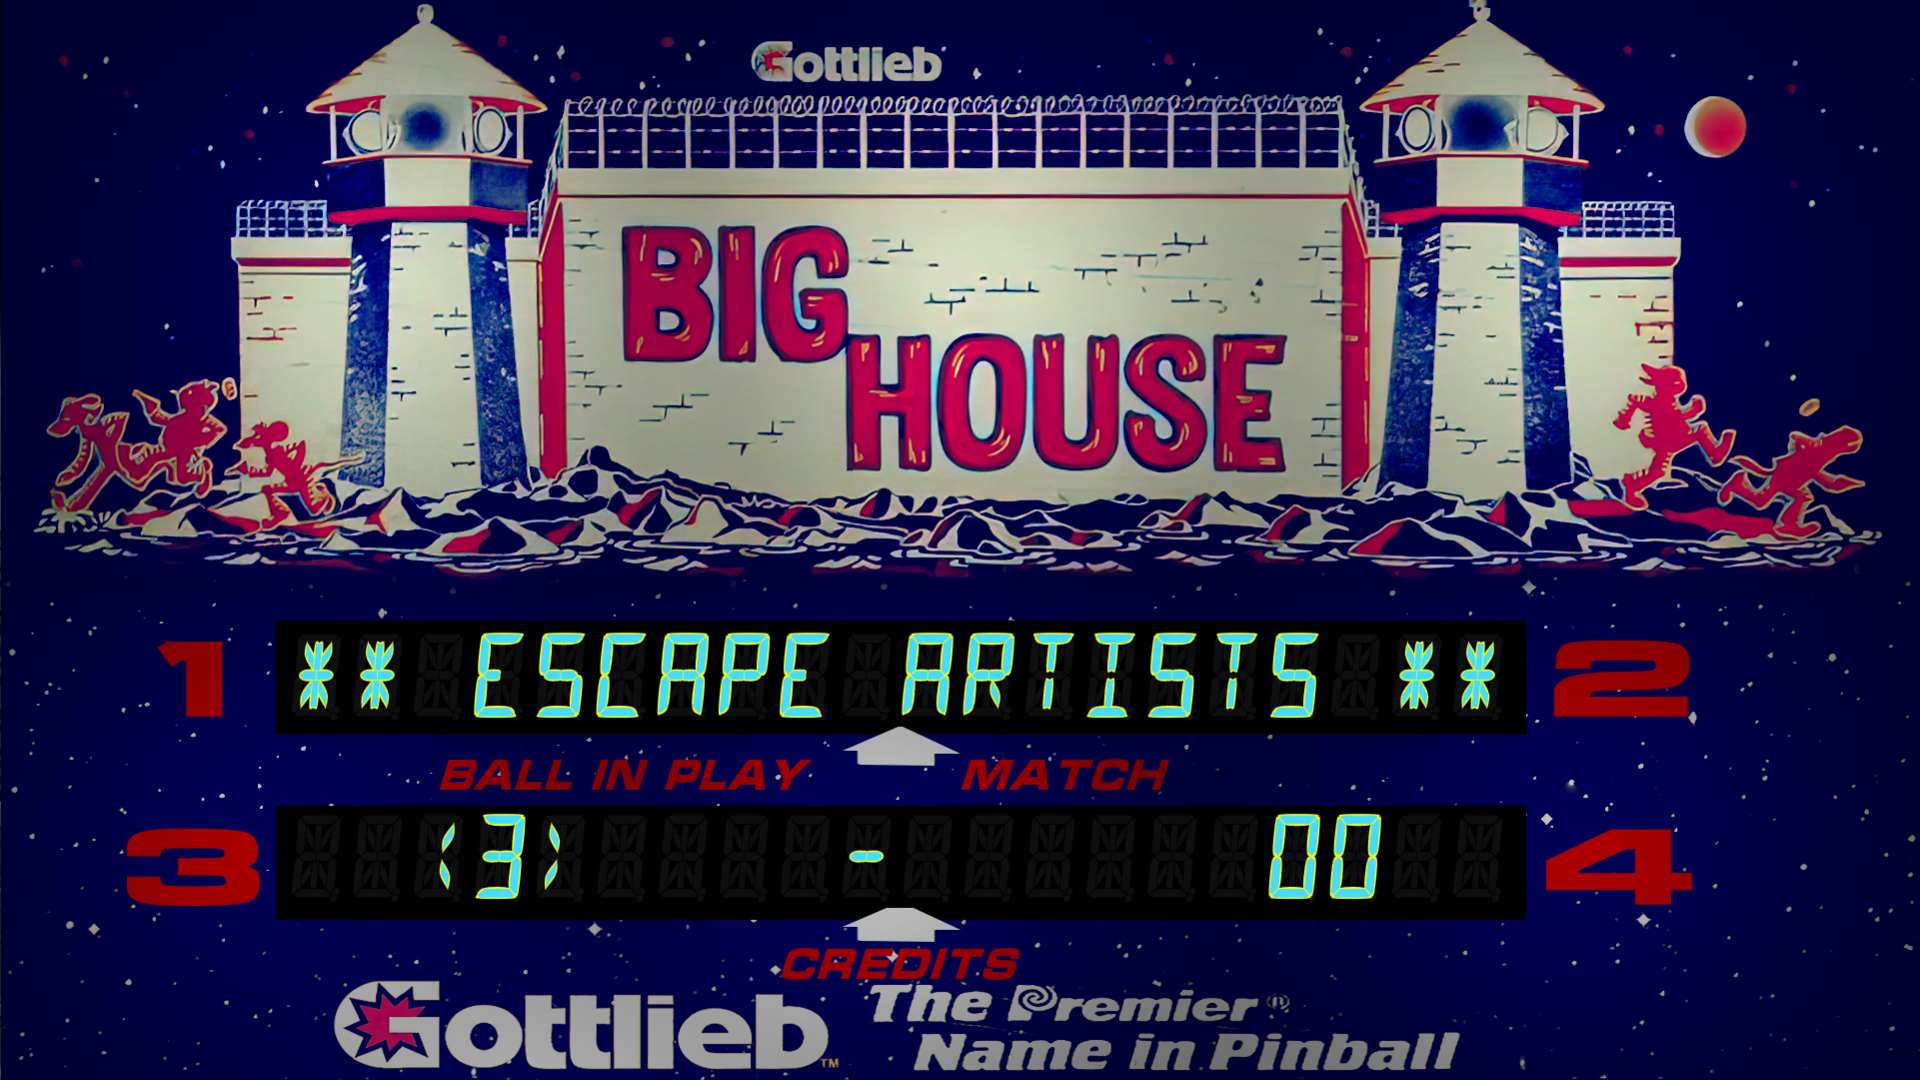 Gottlieb
BIG
HOUSE
1
** ESCAPE ARTISTS **
2
BALL IN PLAY
MATCH
3
<3> - 00
4
CREDITS
Gottlieb™
The Premier®
Name in Pinball